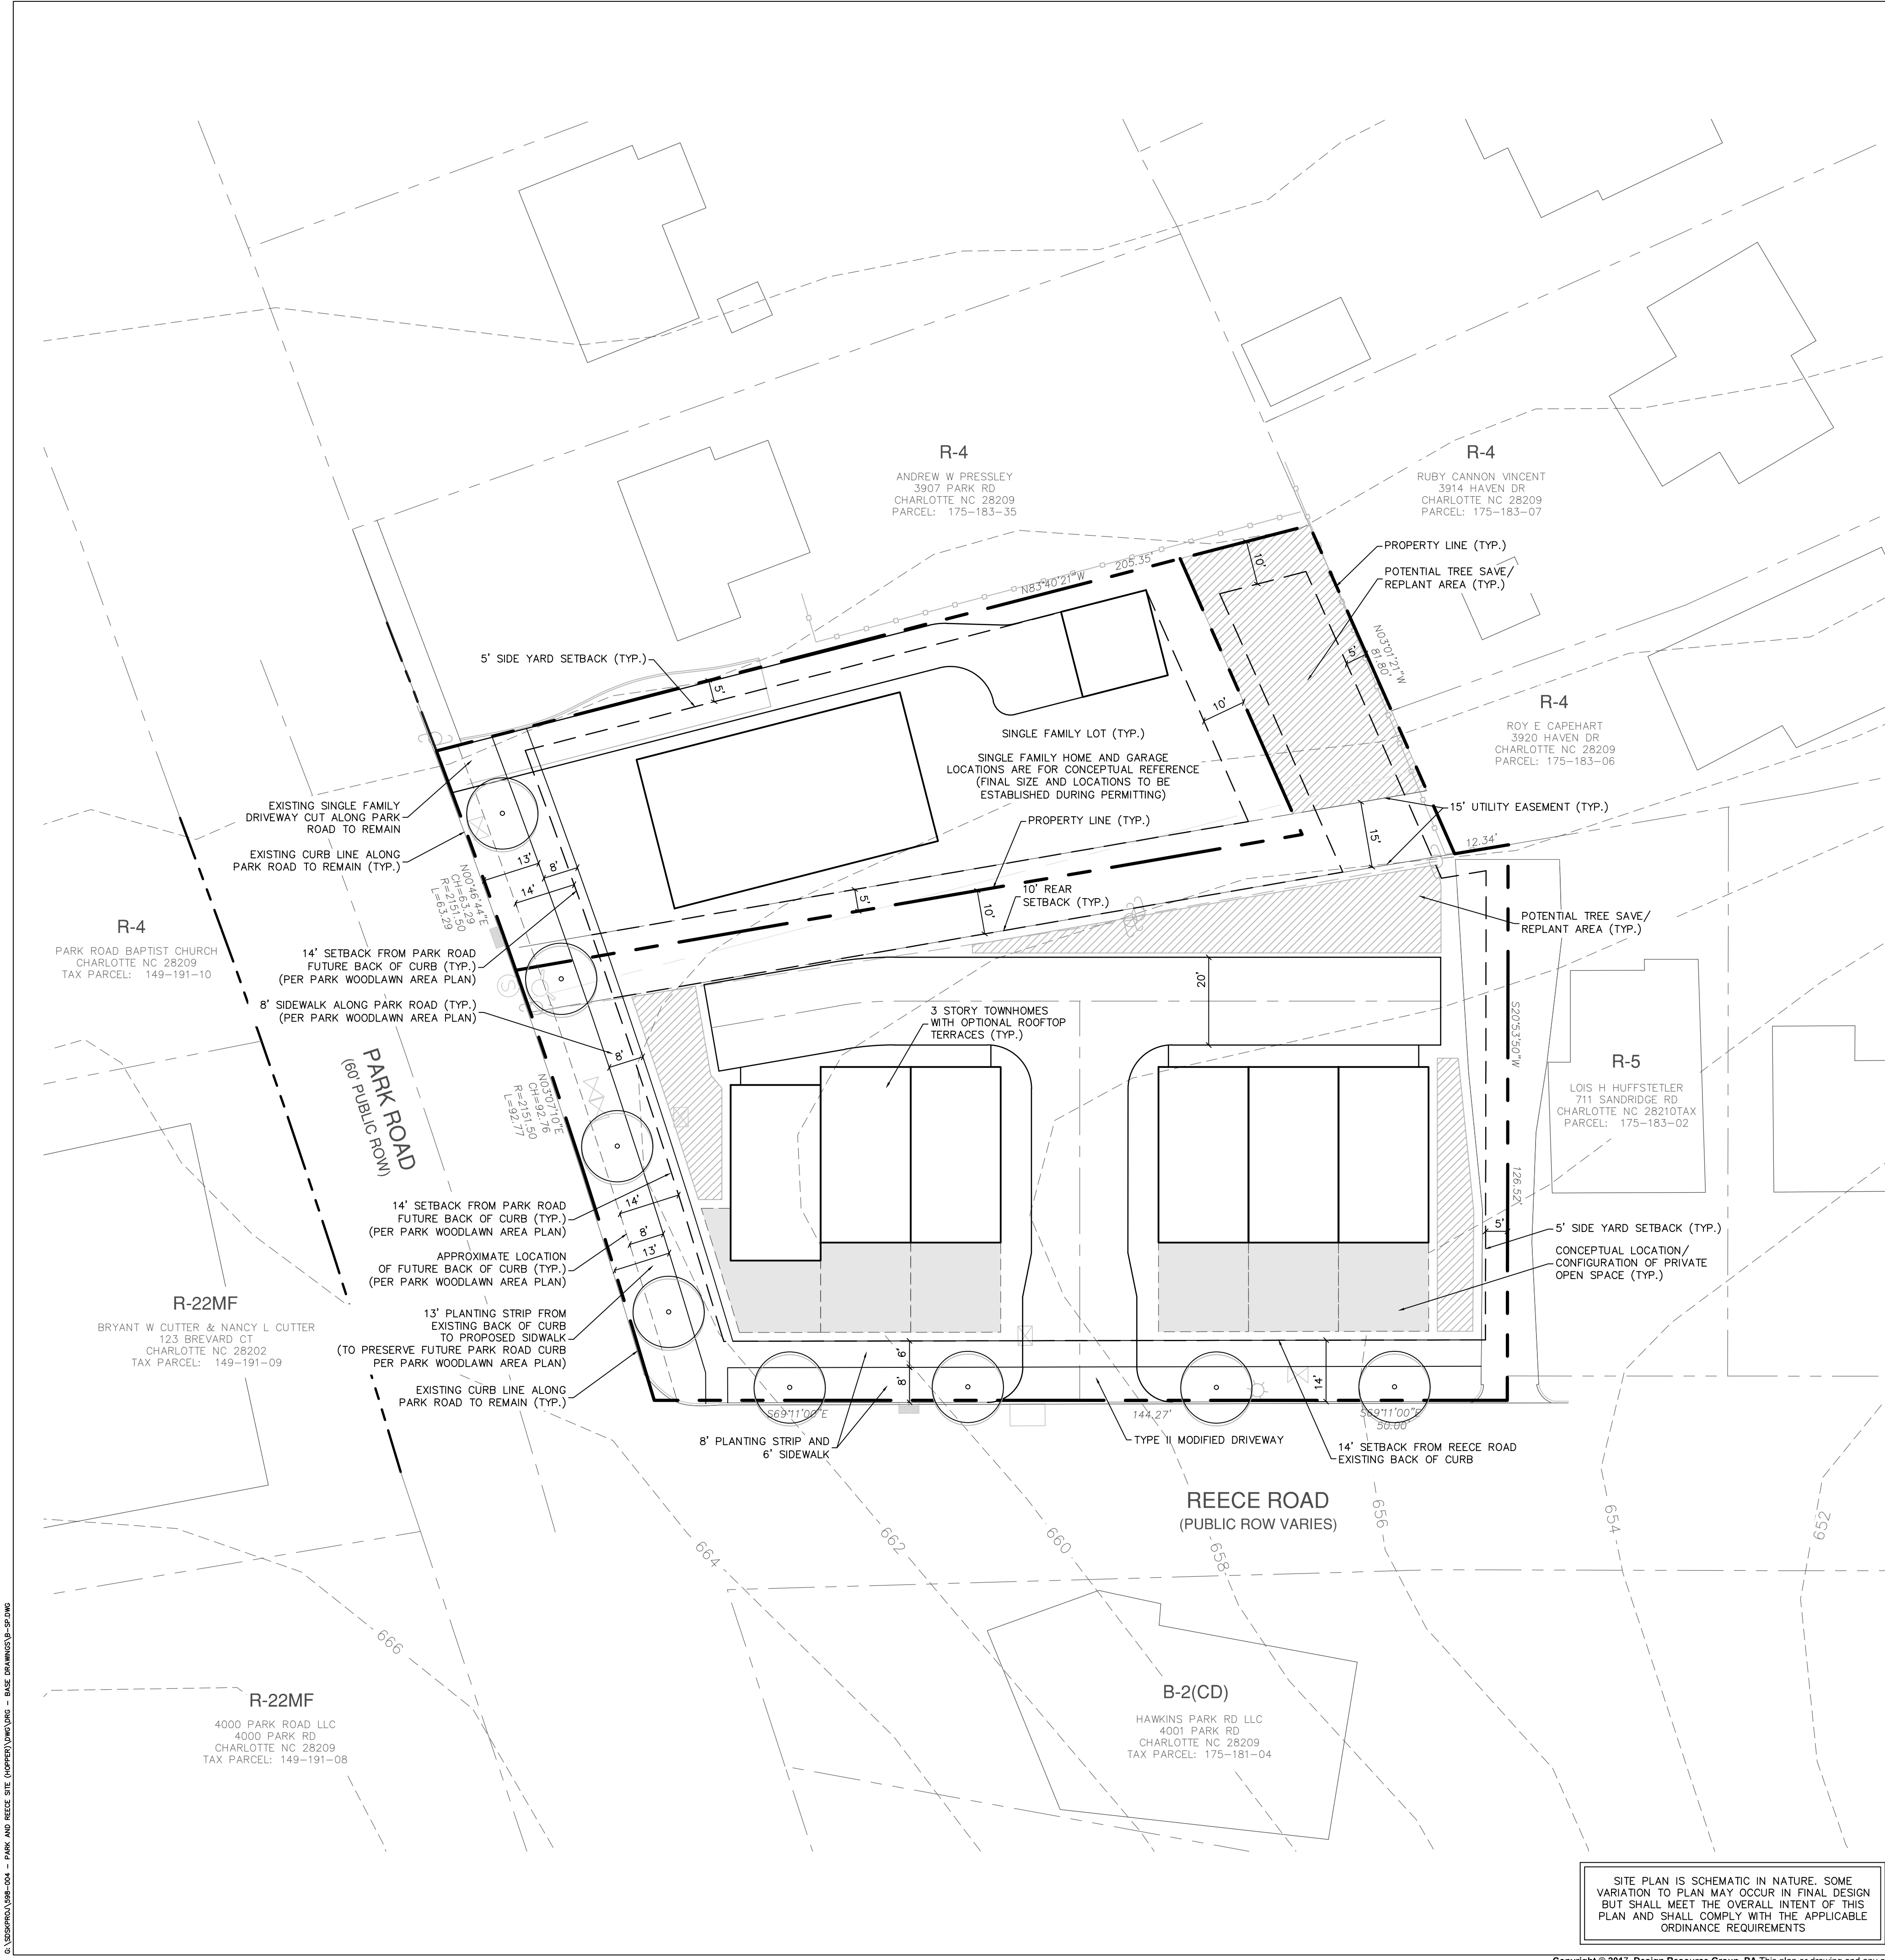 R-4
ANDREW W PRESSLEY
3907 PARK RD
CHARLOTTE NC 28209
PARCEL: 175-183-35
R-4
RUBY CANNON VINCENT
3914 HAVEN DR
CHARLOTTE NC 28209
PARCEL: 175-183-07
PROPERTY LINE (TYP.)
POTENTIAL TREE SAVE/
REPLANT AREA (TYP.)
10'
205.35'
N83°40'21"W
N03°01'21"W
81.80'
5'
5' SIDE YARD SETBACK (TYP.)
5'
10'
R-4
ROY E CAPEHART
3920 HAVEN DR
CHARLOTTE NC 28209
PARCEL: 175-183-06
SINGLE FAMILY LOT (TYP.)
SINGLE FAMILY HOME AND GARAGE
LOCATIONS ARE FOR CONCEPTUAL REFERENCE
(FINAL SIZE AND LOCATIONS TO BE
ESTABLISHED DURING PERMITTING)
EXISTING SINGLE FAMILY
DRIVEWAY CUT ALONG PARK
ROAD TO REMAIN
15' UTILITY EASEMENT (TYP.)
PROPERTY LINE (TYP.)
15'
12.34'
EXISTING CURB LINE ALONG
PARK ROAD TO REMAIN (TYP.)
13'
8'
14'
N00°46'44"E
CH=63.29
R=2151.50
L=63.29
5'
10'
10' REAR
SETBACK (TYP.)
POTENTIAL TREE SAVE/
REPLANT AREA (TYP.)
R-4
PARK ROAD BAPTIST CHURCH
CHARLOTTE NC 28209
TAX PARCEL: 149-191-10
14' SETBACK FROM PARK ROAD
FUTURE BACK OF CURB (TYP.)
(PER PARK WOODLAWN AREA PLAN)
20'
8' SIDEWALK ALONG PARK ROAD (TYP.)
(PER PARK WOODLAWN AREA PLAN)
3 STORY TOWNHOMES
WITH OPTIONAL ROOFTOP
TERRACES (TYP.)
S20°53'50"W
8'
PARK ROAD
(60' PUBLIC ROW)
N03°07'10"E
CH=92.76
R=2151.50
L=92.77
R-5
LOIS H HUFFSTETLER
711 SANDRIDGE RD
CHARLOTTE NC 28210TAX
PARCEL: 175-183-02
126.52'
14' SETBACK FROM PARK ROAD
FUTURE BACK OF CURB (TYP.)
(PER PARK WOODLAWN AREA PLAN)
14'
8'
13'
5'
5' SIDE YARD SETBACK (TYP.)
APPROXIMATE LOCATION
OF FUTURE BACK OF CURB (TYP.)
(PER PARK WOODLAWN AREA PLAN)
CONCEPTUAL LOCATION/
CONFIGURATION OF PRIVATE
OPEN SPACE (TYP.)
R-22MF
BRYANT W CUTTER & NANCY L CUTTER
123 BREVARD CT
CHARLOTTE NC 28202
TAX PARCEL: 149-191-09
13' PLANTING STRIP FROM
EXISTING BACK OF CURB
TO PROPOSED SIDWALK
(TO PRESERVE FUTURE PARK ROAD CURB
PER PARK WOODLAWN AREA PLAN)
6'
8'
14'
EXISTING CURB LINE ALONG
PARK ROAD TO REMAIN (TYP.)
S69°11'00"E
144.27'
S69°11'00"E
50.00'
8' PLANTING STRIP AND
6' SIDEWALK
TYPE II MODIFIED DRIVEWAY
14' SETBACK FROM REECE ROAD
EXISTING BACK OF CURB
REECE ROAD
(PUBLIC ROW VARIES)
666
664
662
660
658
656
654
652
R-22MF
4000 PARK ROAD LLC
4000 PARK RD
CHARLOTTE NC 28209
TAX PARCEL: 149-191-08
B-2(CD)
HAWKINS PARK RD LLC
4001 PARK RD
CHARLOTTE NC 28209
TAX PARCEL: 175-181-04
SITE PLAN IS SCHEMATIC IN NATURE. SOME
VARIATION TO PLAN MAY OCCUR IN FINAL DESIGN
BUT SHALL MEET THE OVERALL INTENT OF THIS
PLAN AND SHALL COMPLY WITH THE APPLICABLE
ORDINANCE REQUIREMENTS
G:\SDSKPROJ\598-004 - PARK AND REECE SITE (HOPPER)\DWG\DRG - BASE DRAWINGS\B-SP.DWG